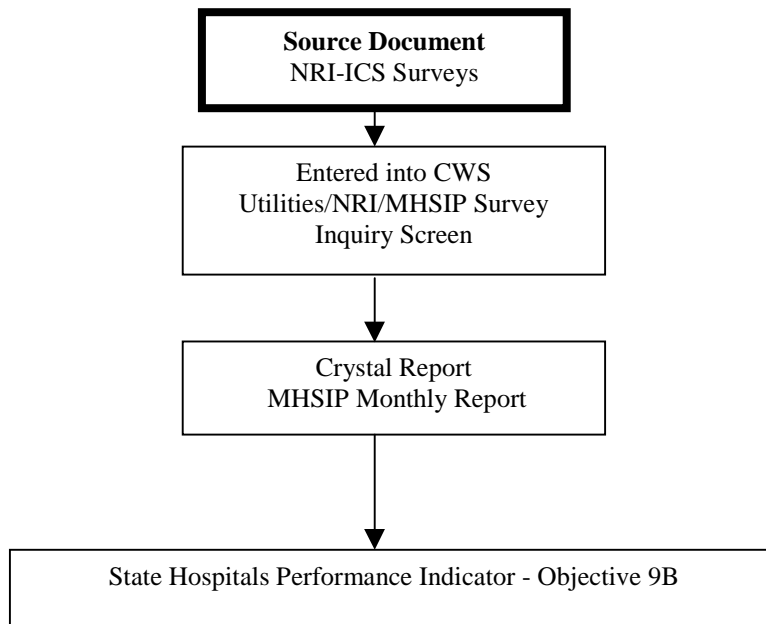 Source Document
NRI-ICS Surveys
Entered into CWS
Utilities/NRI/MHSIP Survey
Inquiry Screen
Crystal Report
MHSIP Monthly Report
State Hospitals Performance Indicator - Objective 9B